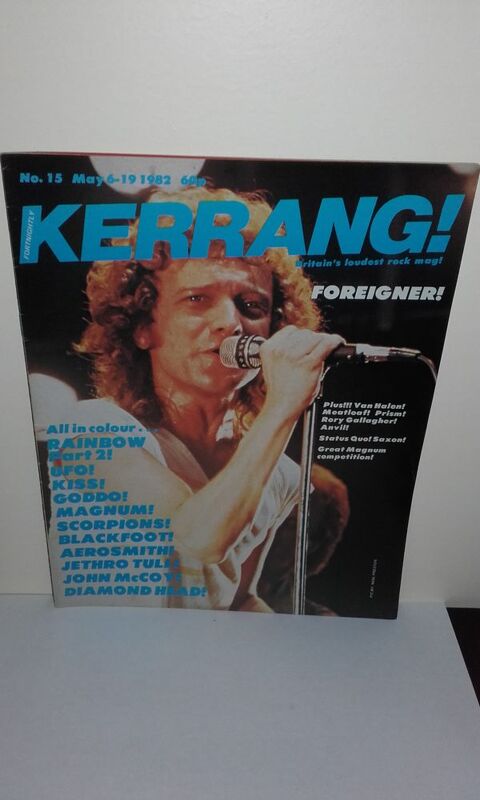 No. 15 May 6-19 1982 60p
FORTNIGHTLY
KERRANG!
Britain's loudest rock mag!
FOREIGNER!
Plus!!! Van Halen!
Meatloaf! Prism!
Rory Gallagher!
Anvil!
Status Quo! Saxon!
Great Magnum
competition!
All in colour . . .
RAINBOW
Part 2!
UFO!
KISS!
GODDO!
MAGNUM!
SCORPIONS!
BLACKFOOT!
AEROSMITH!
JETHRO TULL!
JOHN McCOY!
DIAMOND HEAD!